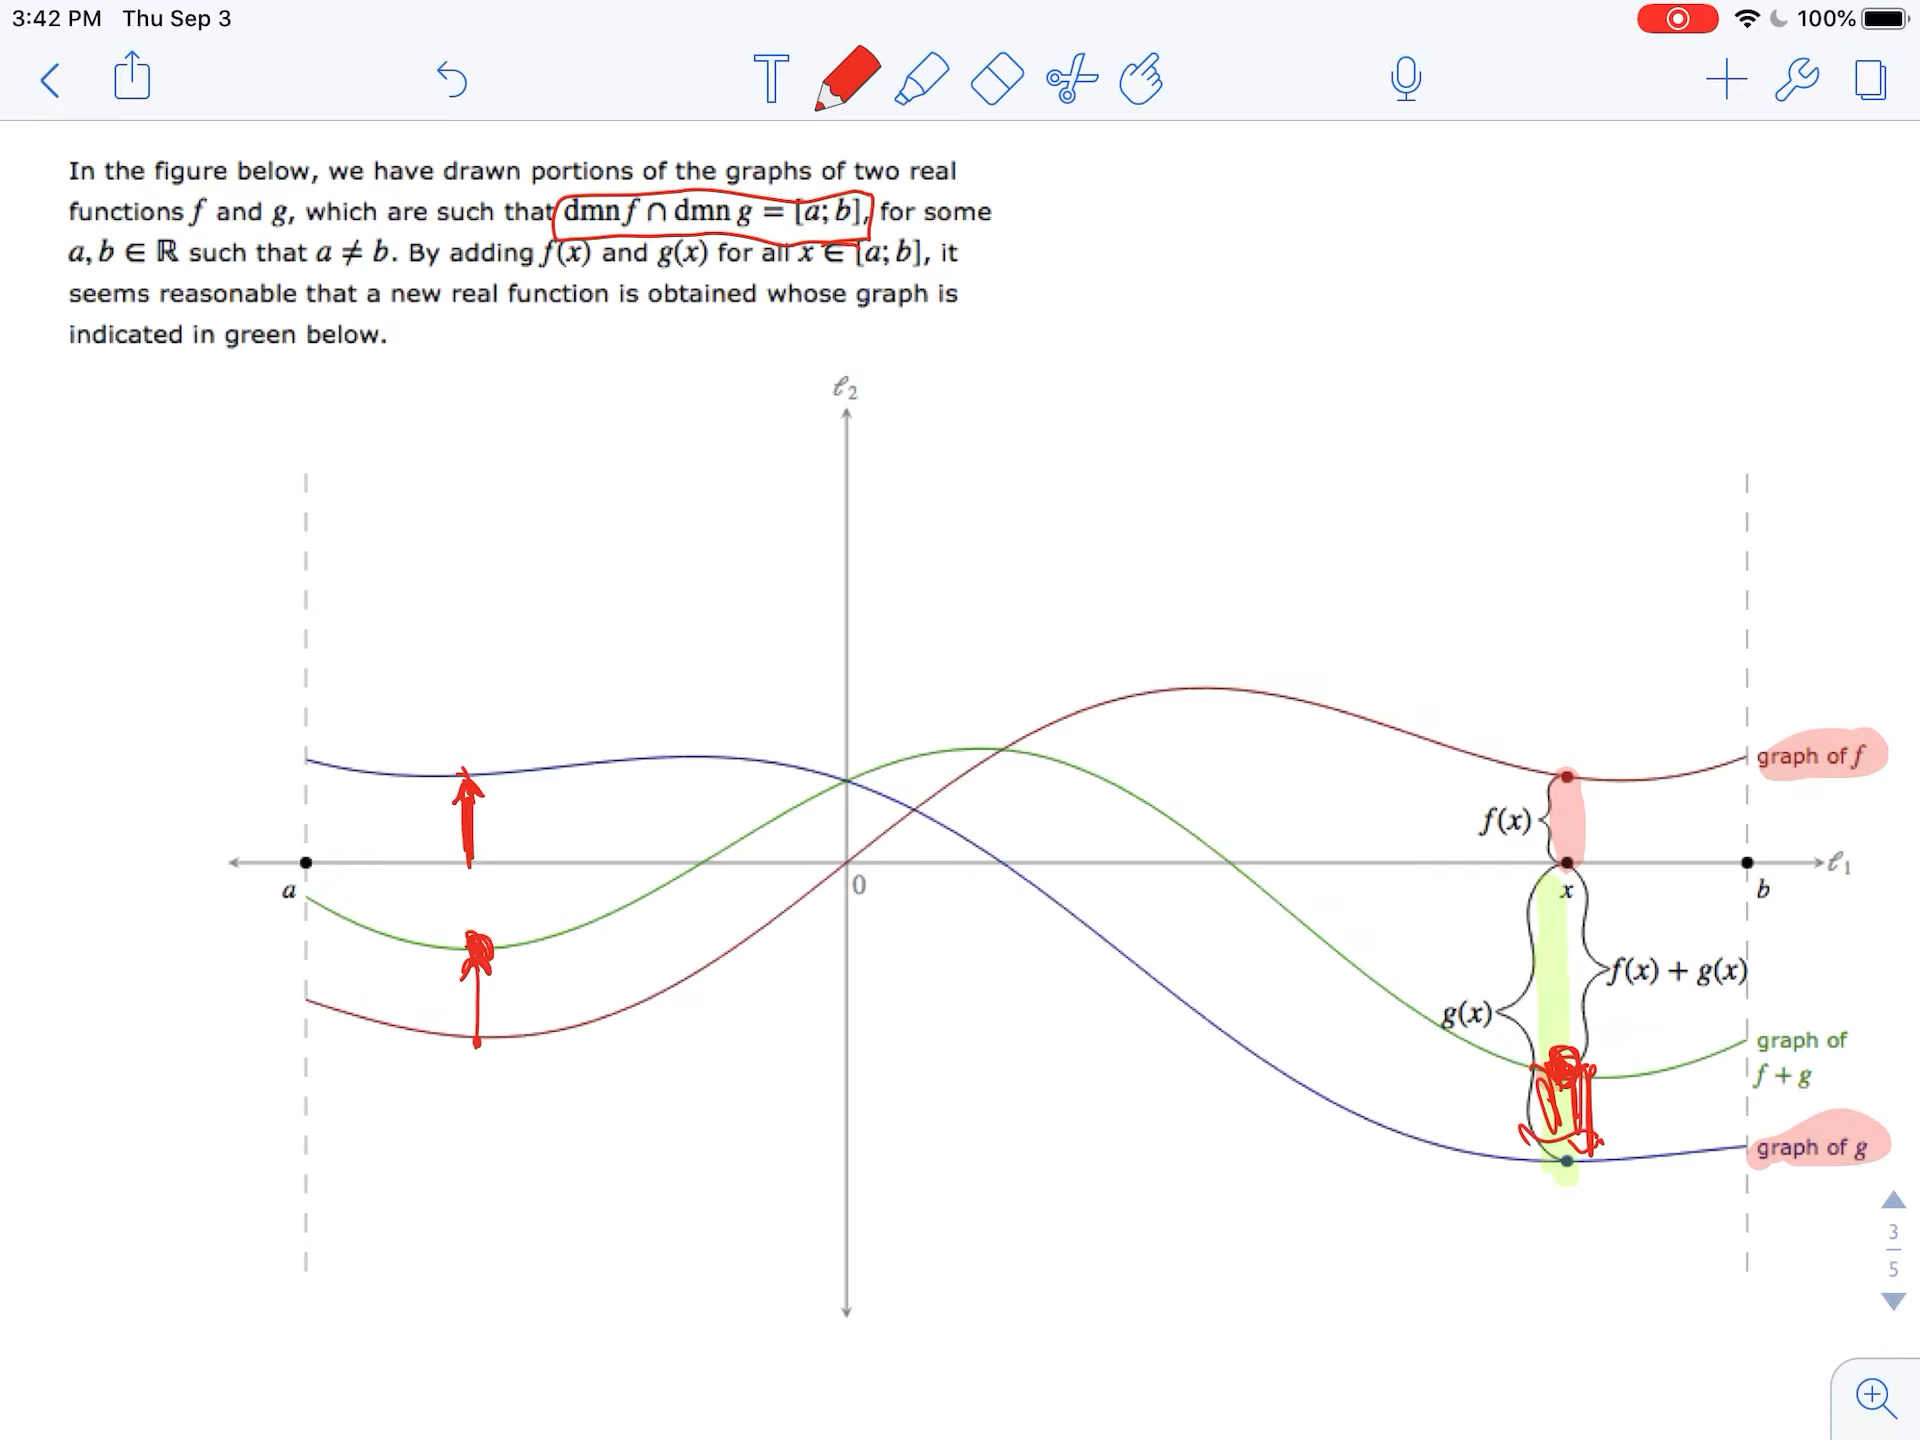 3:42 PM Thu Sep 3
100%
T
In the figure below, we have drawn portions of the graphs of two real
functions f and g, which are such that dmn f ∩ dmn g = [a; b], for some
a, b ∈ ℝ such that a ≠ b. By adding f(x) and g(x) for all x ∈ [a; b], it
seems reasonable that a new real function is obtained whose graph is
indicated in green below.
ℓ2
graph of f
f(x)
ℓ1
a
0
x
b
f(x) + g(x)
g(x)
graph of
f + g
graph of g
3
5